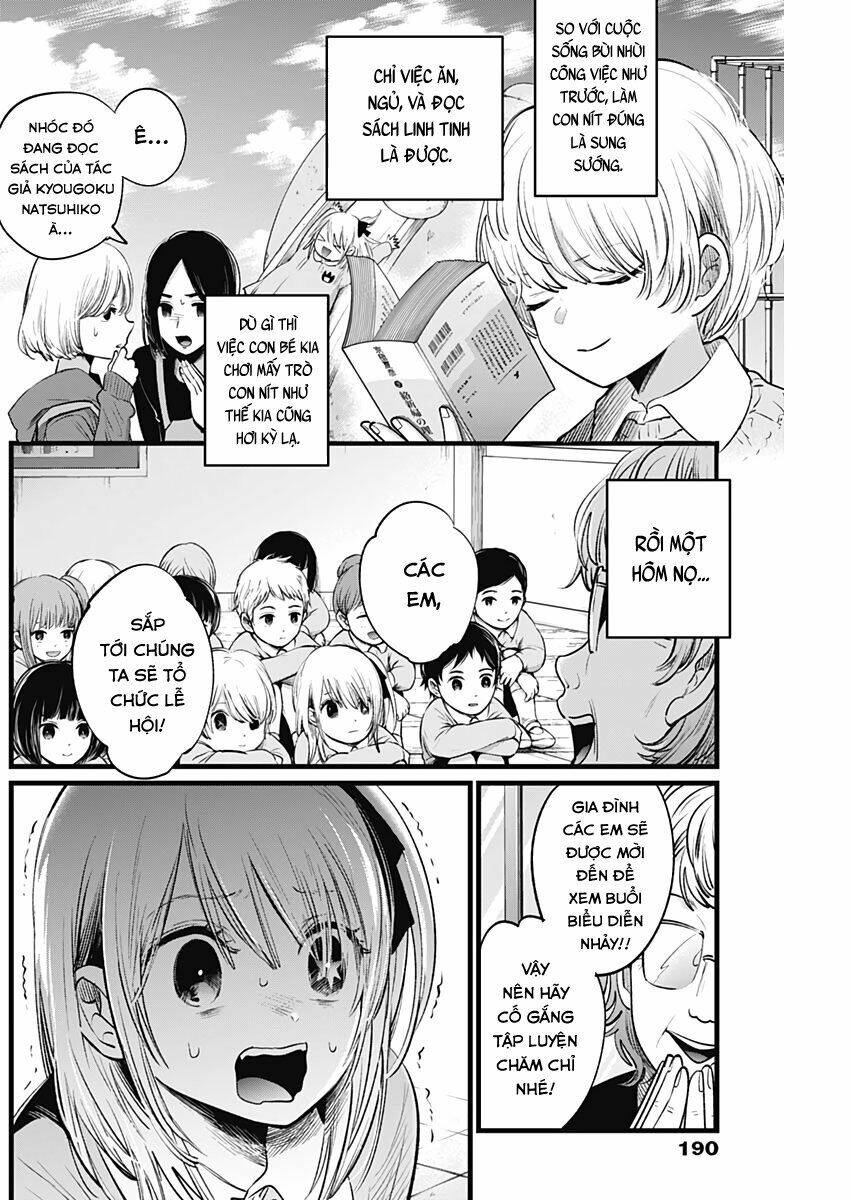 SO VỚI CUỘC
SỐNG BÙI NHÙI
CÔNG VIỆC NHƯ
TRƯỚC, LÀM
CON NÍT ĐÚNG
LÀ SUNG
SƯỚNG.
CHỈ VIỆC ĂN,
NGỦ, VÀ ĐỌC
SÁCH LINH TINH
LÀ ĐƯỢC.
Ê...
NHÓC ĐÓ
ĐANG ĐỌC
SÁCH CỦA TÁC
GIẢ KYOUGOKU
NATSUHIKO
À...
DÙ GÌ THÌ
VIỆC CON BÉ KIA
CHƠI MẤY TRÒ
CON NÍT NHƯ
THẾ KIA CŨNG
HƠI KỲ LẠ.
RỒI MỘT
HÔM NỌ...
CÁC
EM,
SẮP
TỚI CHÚNG
TA SẼ TỔ
CHỨC LỄ
HỘI!
GIA ĐÌNH
CÁC EM SẼ
ĐƯỢC MỜI
ĐẾN ĐỂ
XEM BUỔI
BIỂU DIỄN
NHẢY!!
VẬY
NÊN HÃY
CỐ GẮNG
TẬP LUYỆN
CHĂM CHỈ
NHÉ!
190